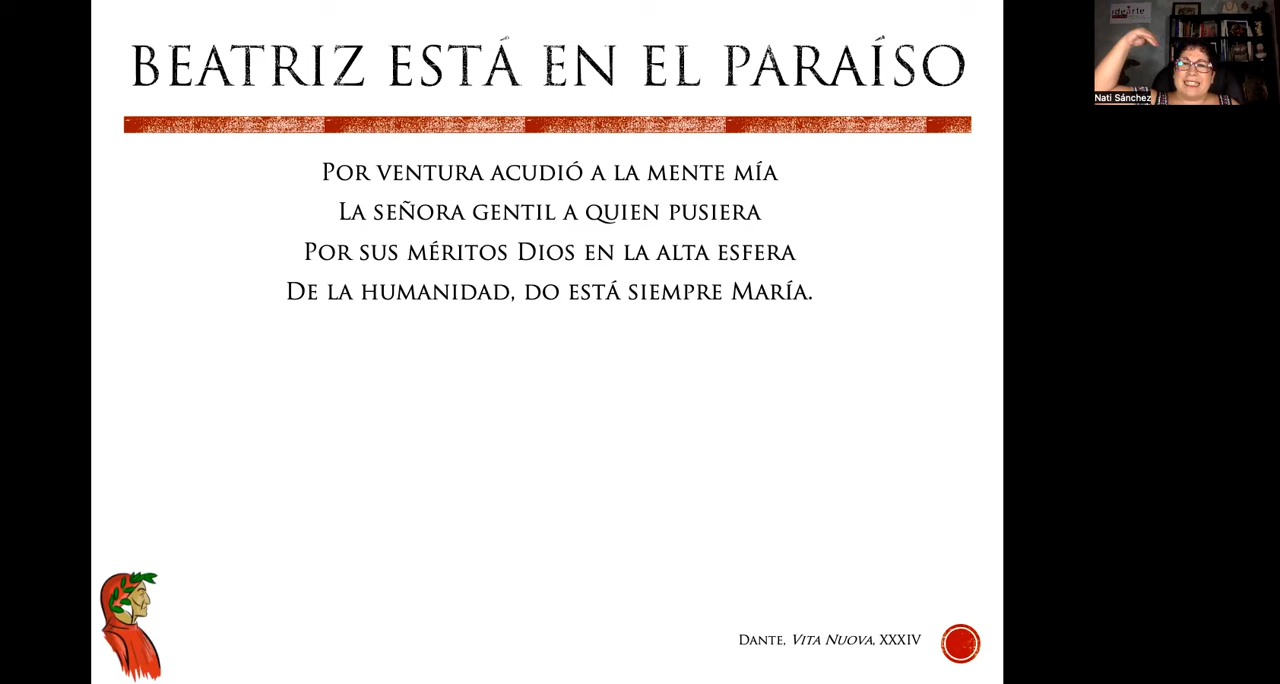 BEATRIZ ESTÁ EN EL PARAÍSO
idearte
Nati Sánchez
POR VENTURA ACUDIÓ A LA MENTE MÍA
LA SEÑORA GENTIL A QUIEN PUSIERA
POR SUS MÉRITOS DIOS EN LA ALTA ESFERA
DE LA HUMANIDAD, DO ESTÁ SIEMPRE MARÍA.
DANTE, VITA NUOVA, XXXIV